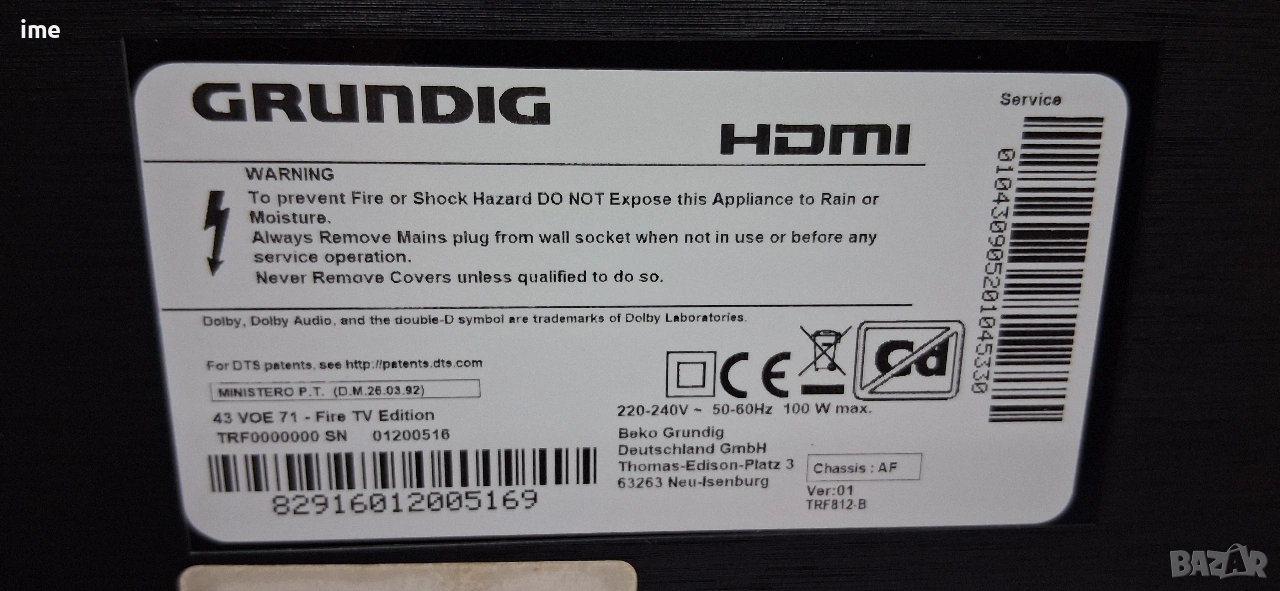 ime
GRUNDIG
HDMI
Service
WARNING
To prevent Fire or Shock Hazard DO NOT Expose this Appliance to Rain or
Moisture.
Always Remove Mains plug from wall socket when not in use or before any
service operation.
Never Remove Covers unless qualified to do so.
010430905201045330
Dolby, Dolby Audio, and the double-D symbol are trademarks of Dolby Laboratories.
For DTS patents, see http://patents.dts.com
MINISTERO P.T. (D.M.26.03.92)
CE
Cd
43 VOE 71 - Fire TV Edition
TRF0000000 SN 01200516
82916012005169
220-240V ~ 50-60Hz 100 W max.
Beko Grundig
Deutschland GmbH
Thomas-Edison-Platz 3
63263 Neu-Isenburg
Chassis : AF
Ver:01
TRF812-B
BAZAR